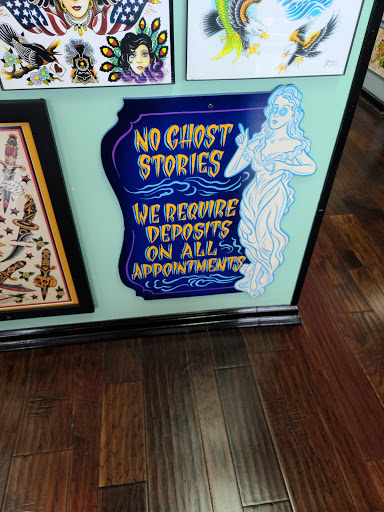 NO GHOST
STORIES
WE REQUIRE
DEPOSITS
ON ALL
APPOINTMENTS